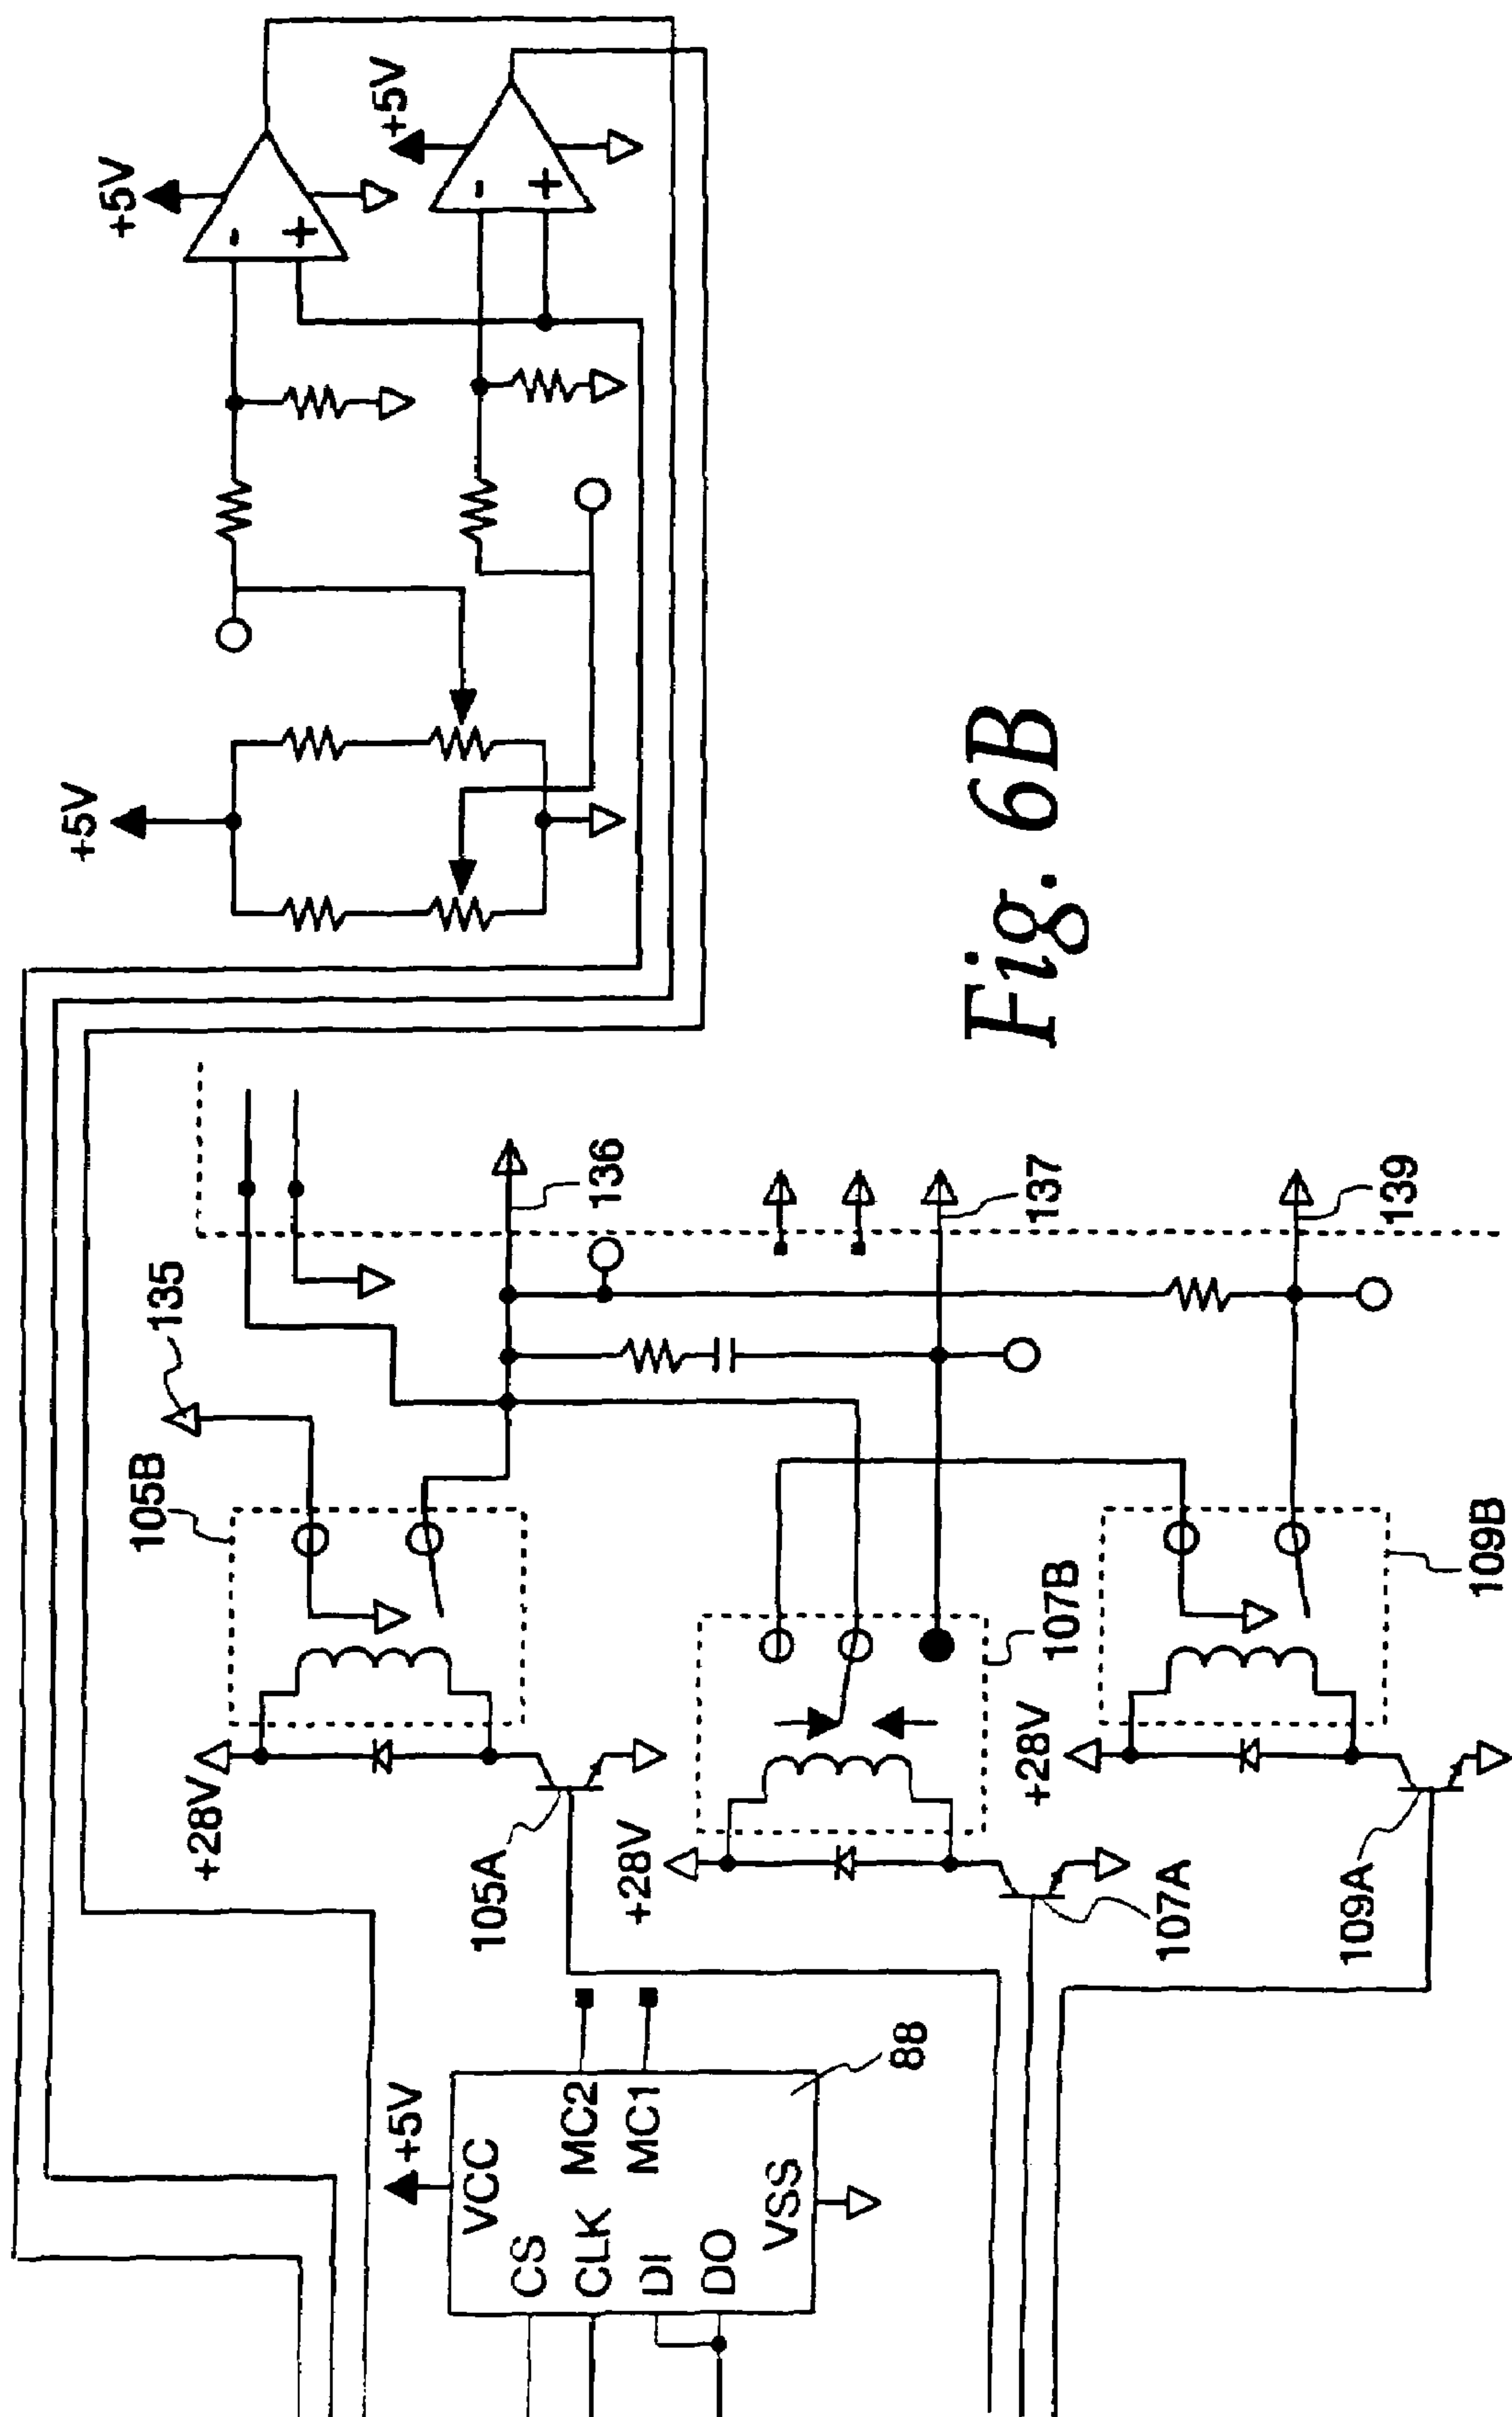 +5V
+5V
-
+
-
+
+5V
Fig. 6B
135
136
137
139
105B
107B
109B
+28V
105A
+28V
107A
+28V
109A
88
+5V
VCC
CS
CLK
DI
DO
MC2
MC1
VSS